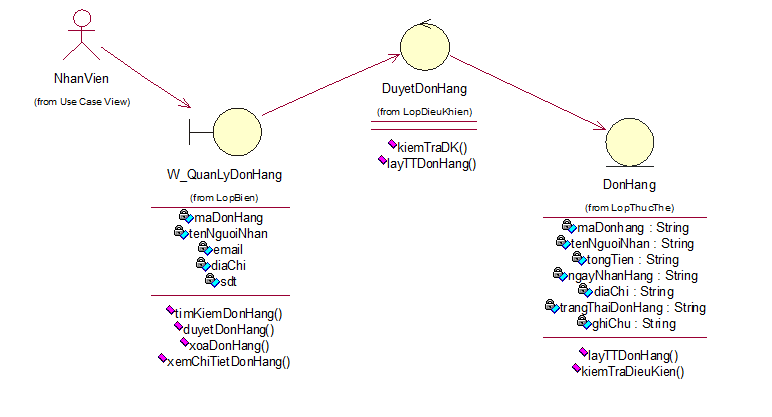 NhanVien
(from Use Case View)
W_QuanLyDonHang
(from LopBien)
maDonHang
tenNguoiNhan
email
diaChi
sdt
timKiemDonHang()
duyetDonHang()
xoaDonHang()
xemChiTietDonHang()
DuyetDonHang
(from LopDieuKhien)
kiemTraDK()
layTTDonHang()
DonHang
(from LopThucThe)
maDonhang : String
tenNguoiNhan : String
tongTien : String
ngayNhanHang : String
diaChi : String
trangThaiDonHang : String
ghiChu : String
layTTDonHang()
kiemTraDieuKien()